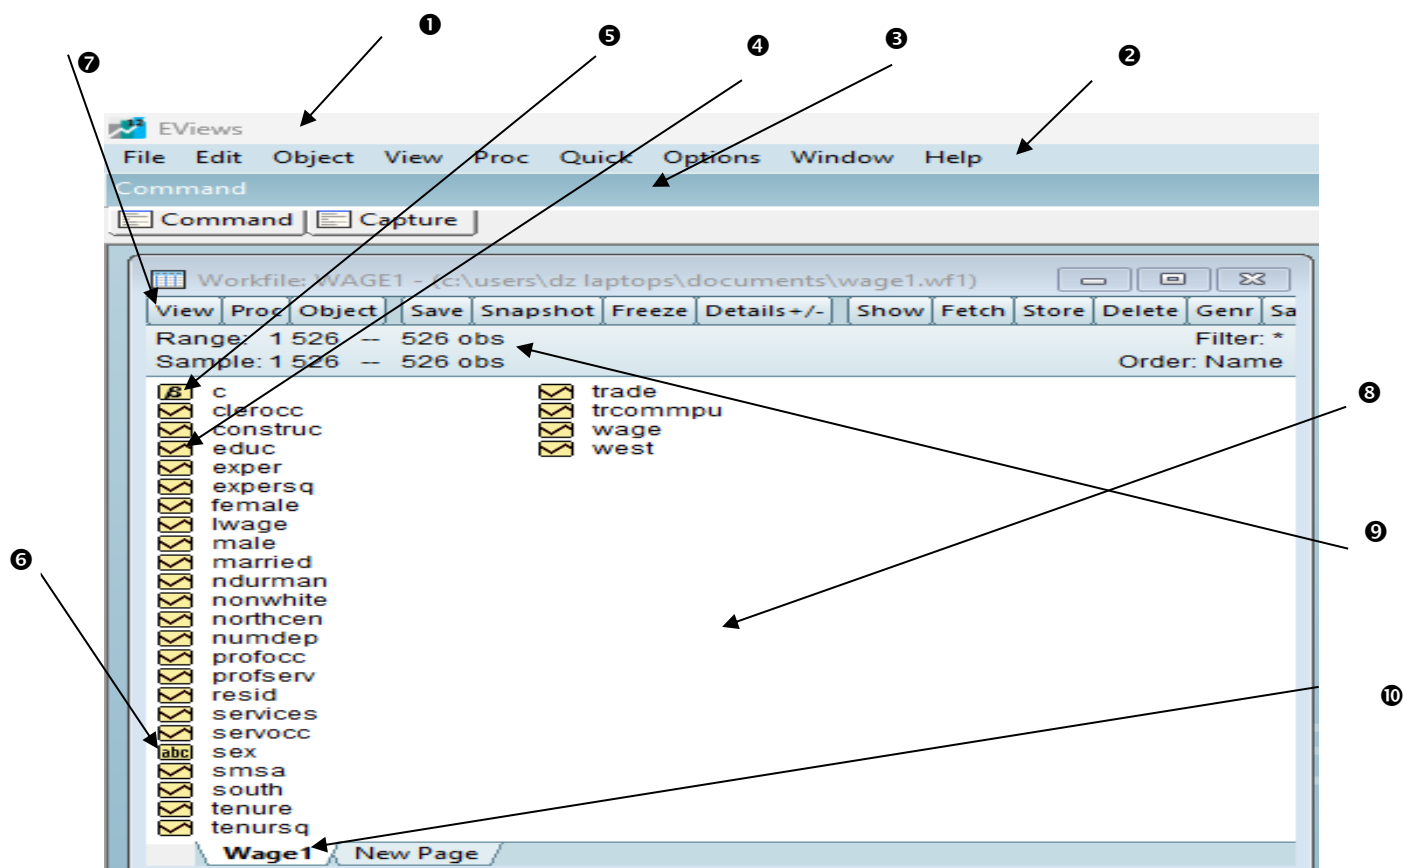 ❶
❺
❸
❹
❷
❼
EViews
File Edit Object View Proc Quick Options Window Help
Command
Command Capture
Workfile: WAGE1 - (c:\users\dz laptops\documents\wage1.wf1)
View Proc Object Save Snapshot Freeze Details+/- Show Fetch Store Delete Genr Sa
Range: 1 526 -- 526 obs Filter: *
Sample: 1 526 -- 526 obs Order: Name
β c trade
clerocc trcommpu
construc wage
educ west
❽
exper
expersq
female
lwage
❾
male
married
❻
ndurman
nonwhite
northcen
numdep
profocc
profserv
resid
❿
services
servocc
abc sex
smsa
south
tenure
tenursq
Wage1 New Page